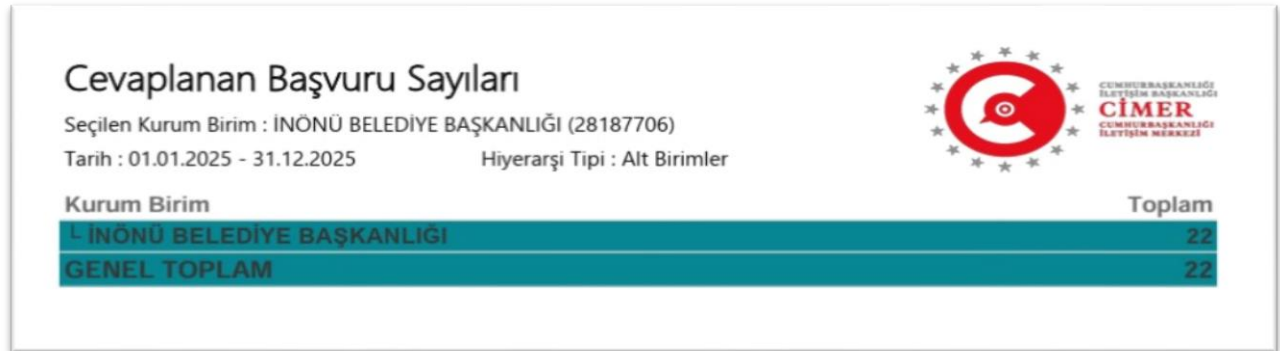 Cevaplanan Başvuru Sayıları
Seçilen Kurum Birim : İNÖNÜ BELEDİYE BAŞKANLIĞI (28187706)
Tarih : 01.01.2025 - 31.12.2025 Hiyerarşi Tipi : Alt Birimler
CUMHURBAŞKANLIĞI
İLETİŞİM BAŞKANLIĞI
CİMER
CUMHURBAŞKANLIĞI
İLETİŞİM MERKEZİ
Kurum Birim Toplam
└ İNÖNÜ BELEDİYE BAŞKANLIĞI 22
GENEL TOPLAM 22